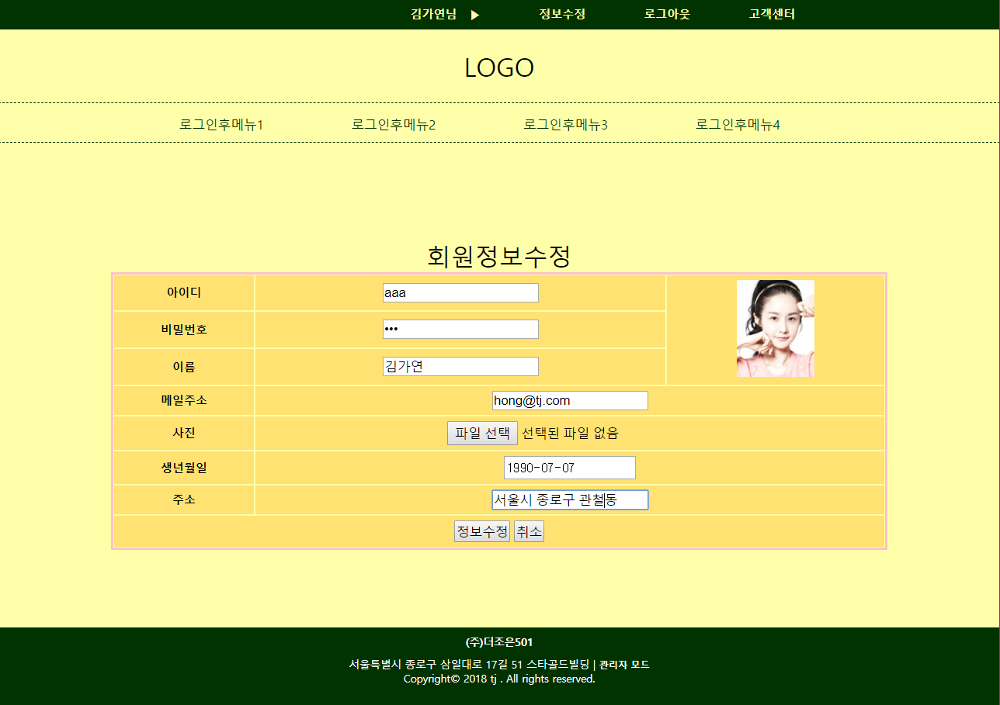 김가연님 ▶ 정보수정 로그아웃 고객센터
LOGO
로그인후메뉴1 로그인후메뉴2 로그인후메뉴3 로그인후메뉴4
회원정보수정
아이디 aaa
비밀번호 •••
이름 김가연
메일주소 hong@tj.com
사진 파일 선택 선택된 파일 없음
생년월일 1990-07-07
주소 서울시 종로구 관철동
정보수정 취소
(주)더조은501
서울특별시 종로구 삼일대로 17길 51 스타골드빌딩 | 관리자 모드
Copyright© 2018 tj . All rights reserved.